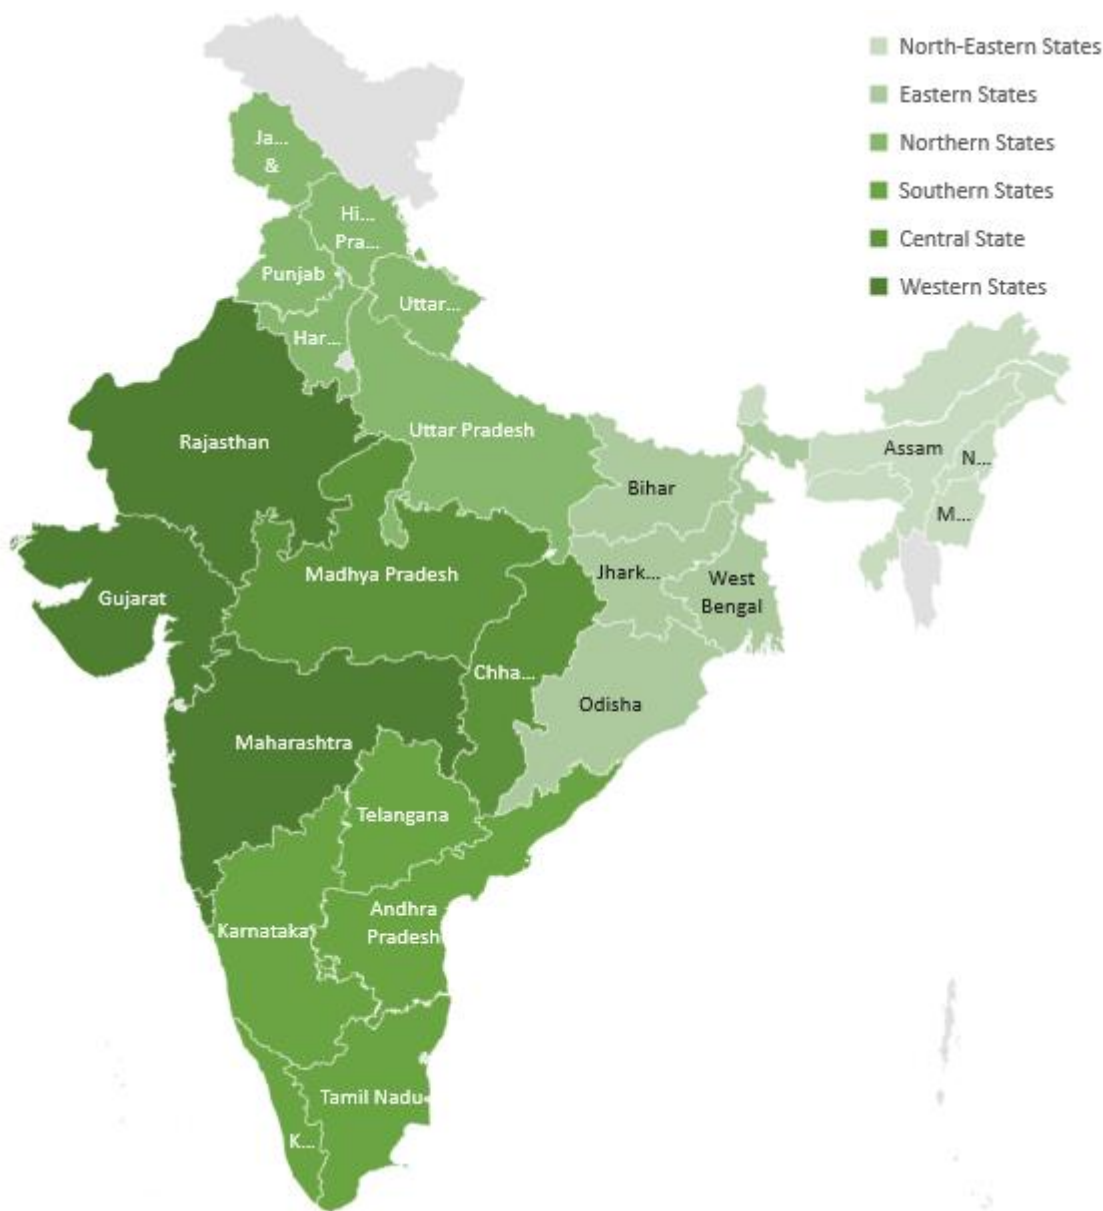 North-Eastern States
Eastern States
Northern States
Southern States
Central State
Western States
Ja...
&
Hi...
Pra...
Punjab
Uttar...
Har...
Rajasthan
Uttar Pradesh
Assam
N...
Bihar
M...
Madhya Pradesh
Jhark...
West
Bengal
Gujarat
Chha...
Odisha
Maharashtra
Telangana
Andhra
Pradesh
Karnataka
Tamil Nadu
K...